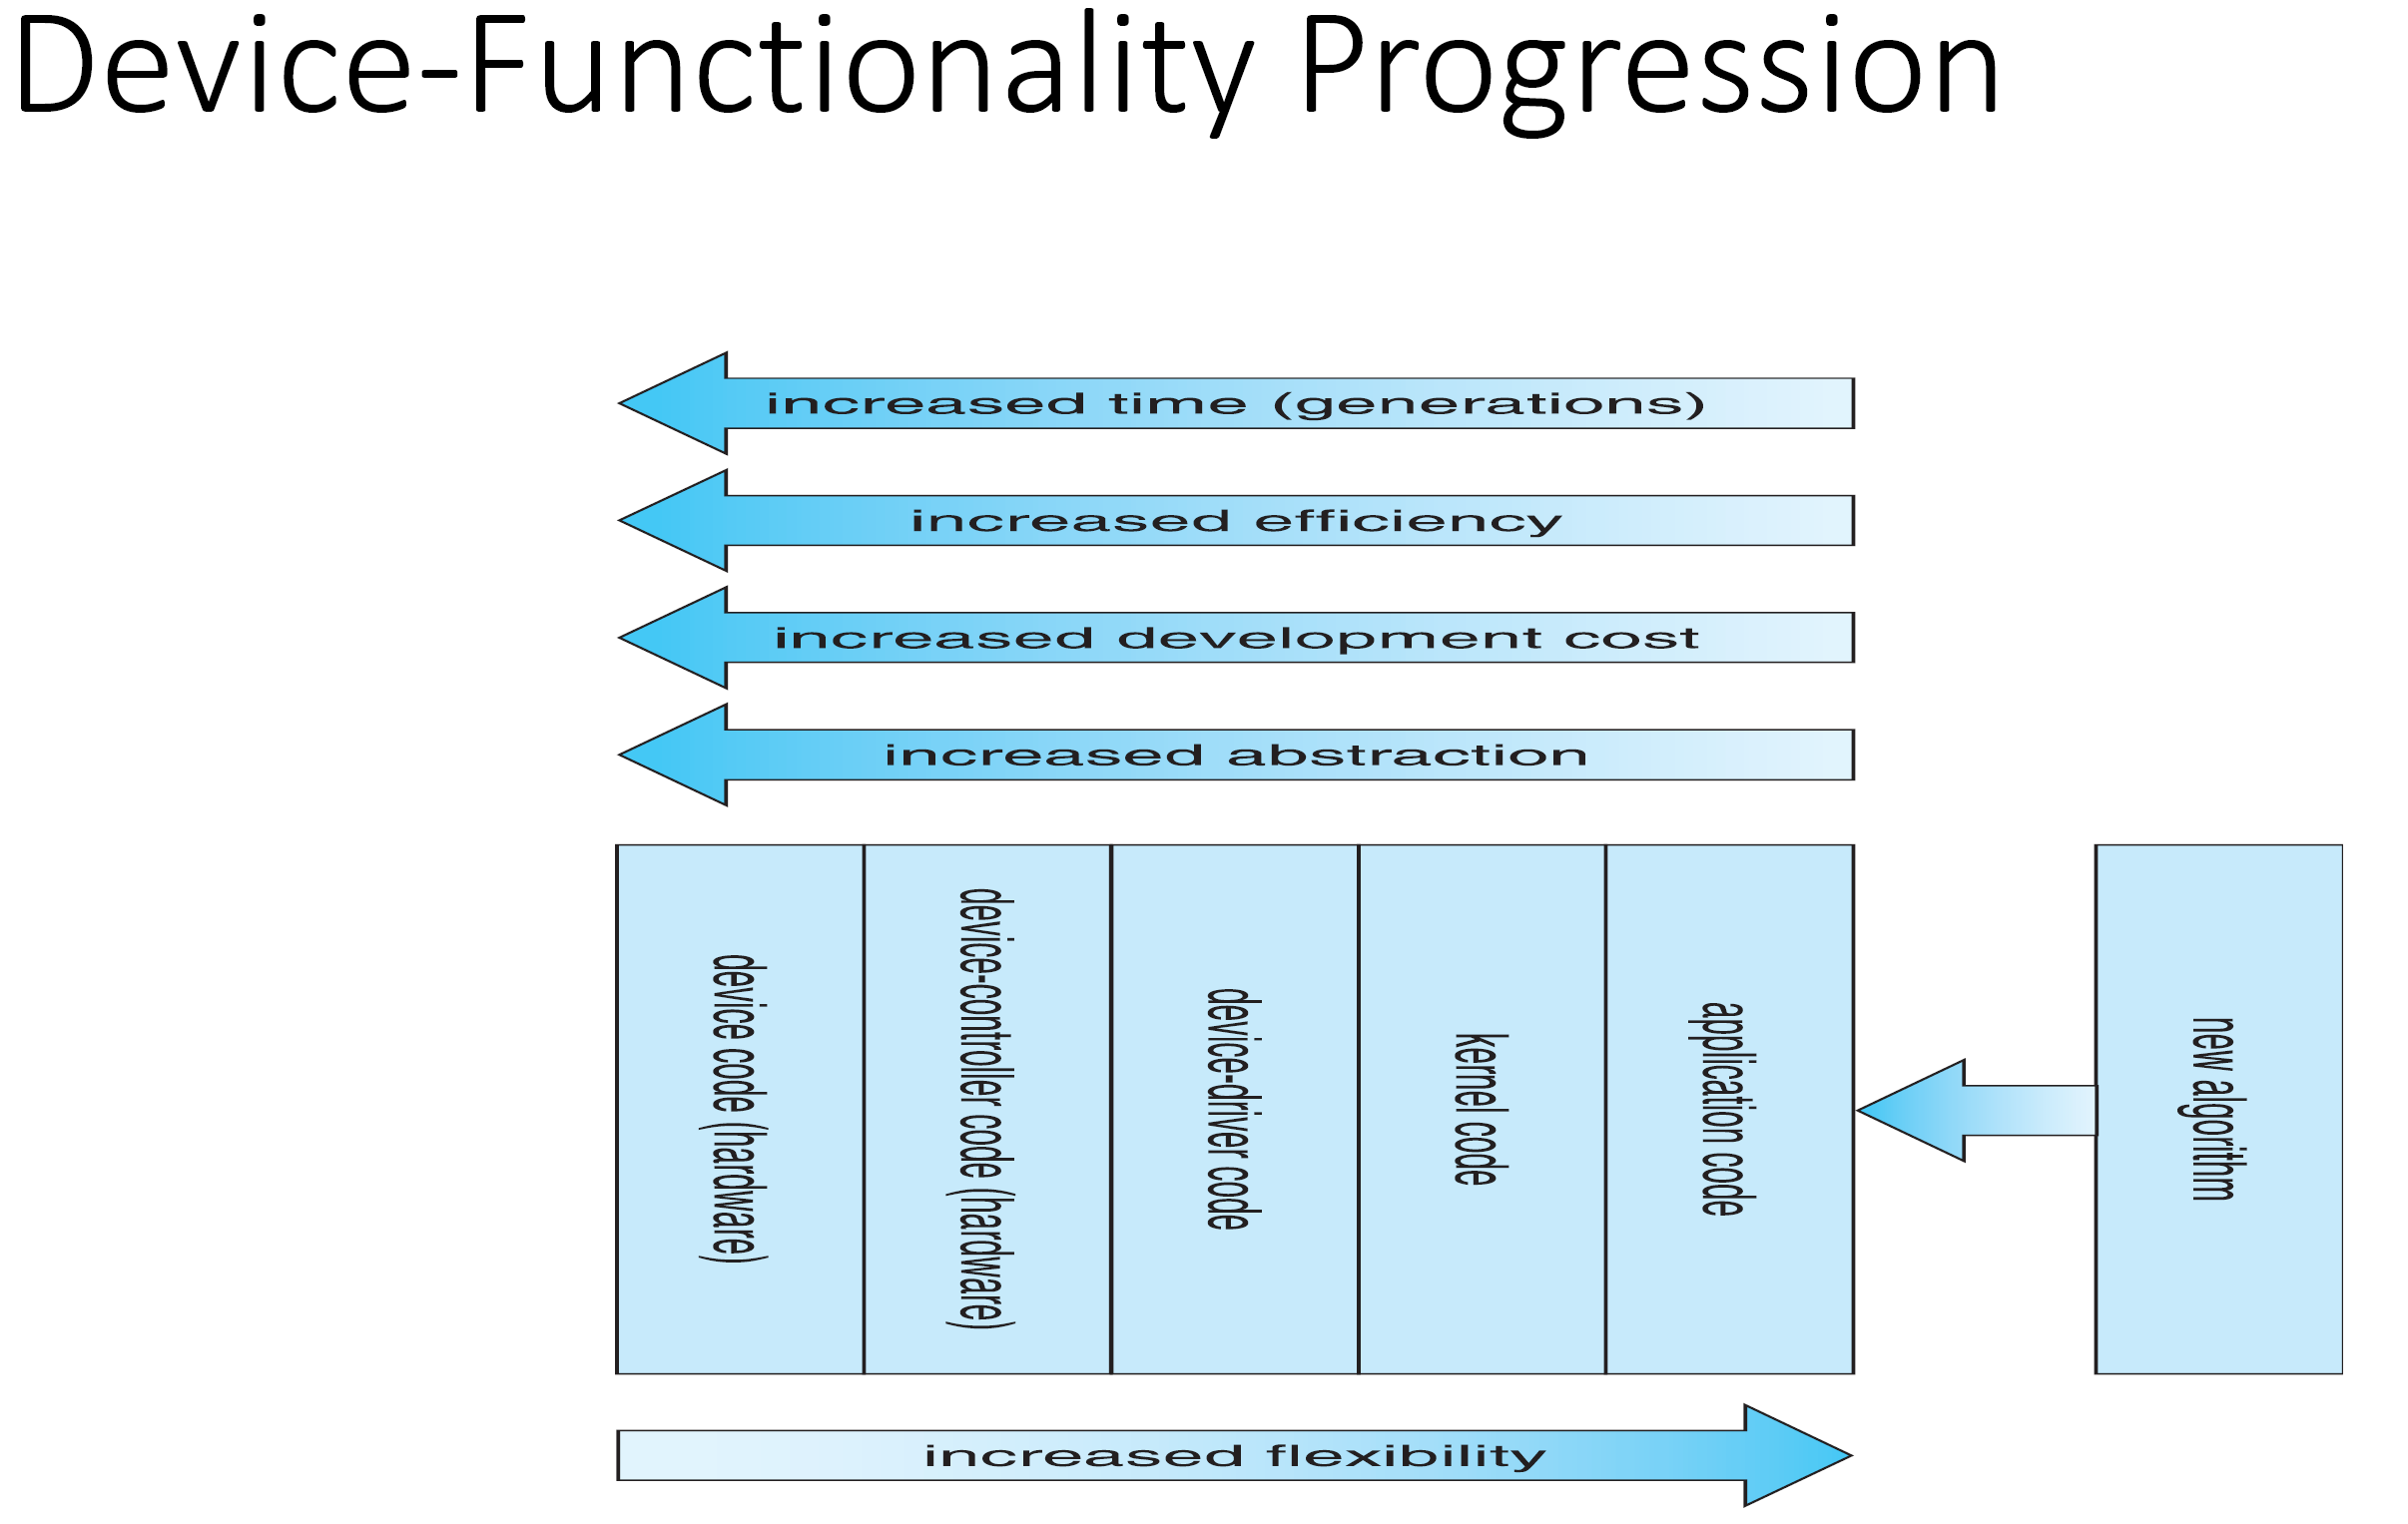 Device-Functionality Progression
increased time (generations)
increased efficiency
increased development cost
increased abstraction
device code (hardware)
device-controller code (hardware)
device-driver code
kernel code
application code
new algorithm
increased flexibility